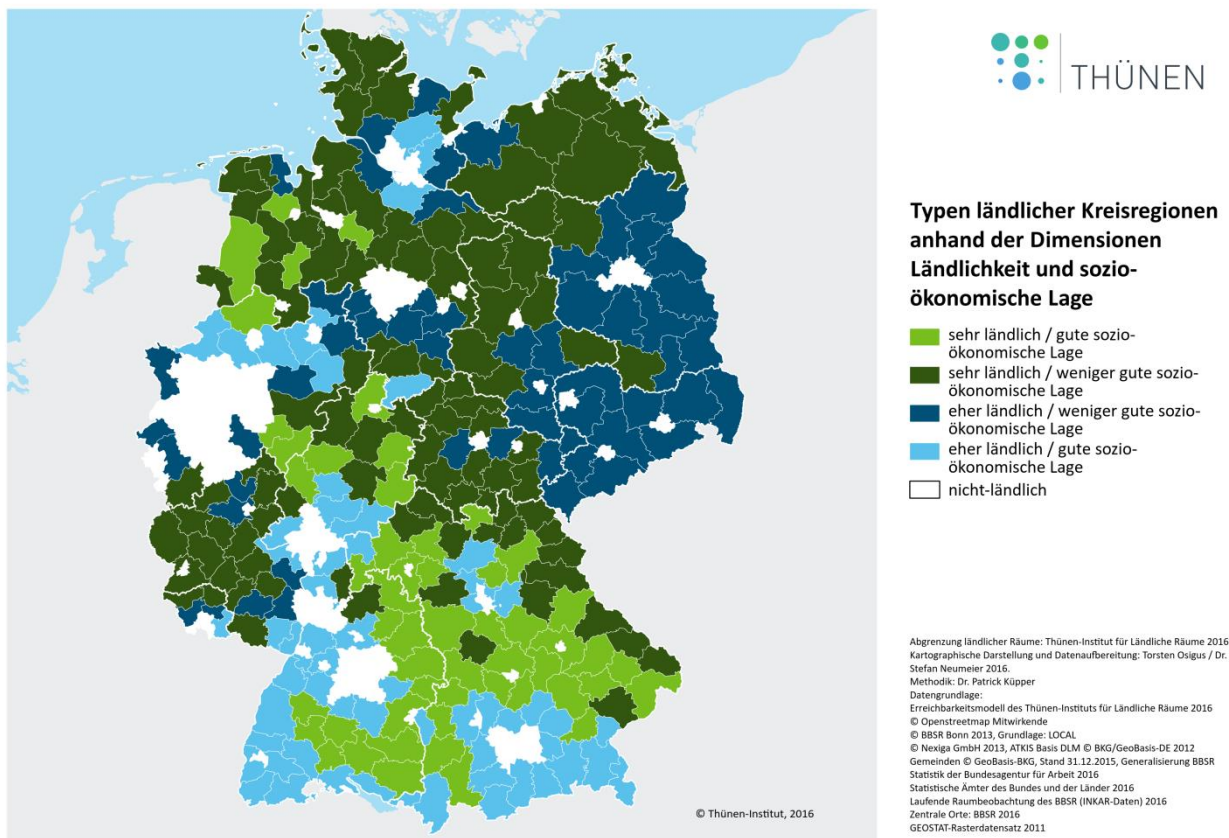 THÜNEN
Typen ländlicher Kreisregionen
anhand der Dimensionen
Ländlichkeit und sozio-
ökonomische Lage
sehr ländlich / gute sozio-
ökonomische Lage
sehr ländlich / weniger gute sozio-
ökonomische Lage
eher ländlich / weniger gute sozio-
ökonomische Lage
eher ländlich / gute sozio-
ökonomische Lage
nicht-ländlich
Abgrenzung ländlicher Räume: Thünen-Institut für Ländliche Räume 2016
Kartographische Darstellung und Datenaufbereitung: Torsten Osigus / Dr.
Stefan Neumeier 2016.
Methodik: Dr. Patrick Küpper
Datengrundlage:
Erreichbarkeitsmodell des Thünen-Instituts für Ländliche Räume 2016
© Openstreetmap Mitwirkende
© BBSR Bonn 2013, Grundlage: LOCAL
© Nexiga GmbH 2013, ATKIS Basis DLM © BKG/GeoBasis-DE 2012
Gemeinden © GeoBasis-BKG, Stand 31.12.2015, Generalisierung BBSR
Statistik der Bundesagentur für Arbeit 2016
Statistische Ämter des Bundes und der Länder 2016
Laufende Raumbeobachtung des BBSR (INKAR-Daten) 2016
Zentrale Orte: BBSR 2016
GEOSTAT-Rasterdatensatz 2011
© Thünen-Institut, 2016